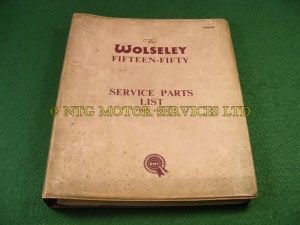 The
WOLSELEY
FIFTEEN-FIFTY
SERVICE PARTS
© NTG MOTOR SERVICES LTD
LIST